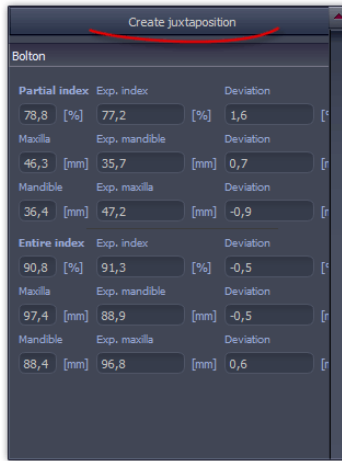 Create juxtaposition
Bolton
Partial index Exp. index Deviation
78,8 [%] 77,2 [%] 1,6
Maxilla Exp. mandible Deviation
46,3 [mm] 35,7 [mm] 0,7
Mandible Exp. maxilla Deviation
36,4 [mm] 47,2 [mm] -0,9
Entire index Exp. index Deviation
90,8 [%] 91,3 [%] -0,5
Maxilla Exp. mandible Deviation
97,4 [mm] 88,9 [mm] -0,5
Mandible Exp. maxilla Deviation
88,4 [mm] 96,8 [mm] 0,6